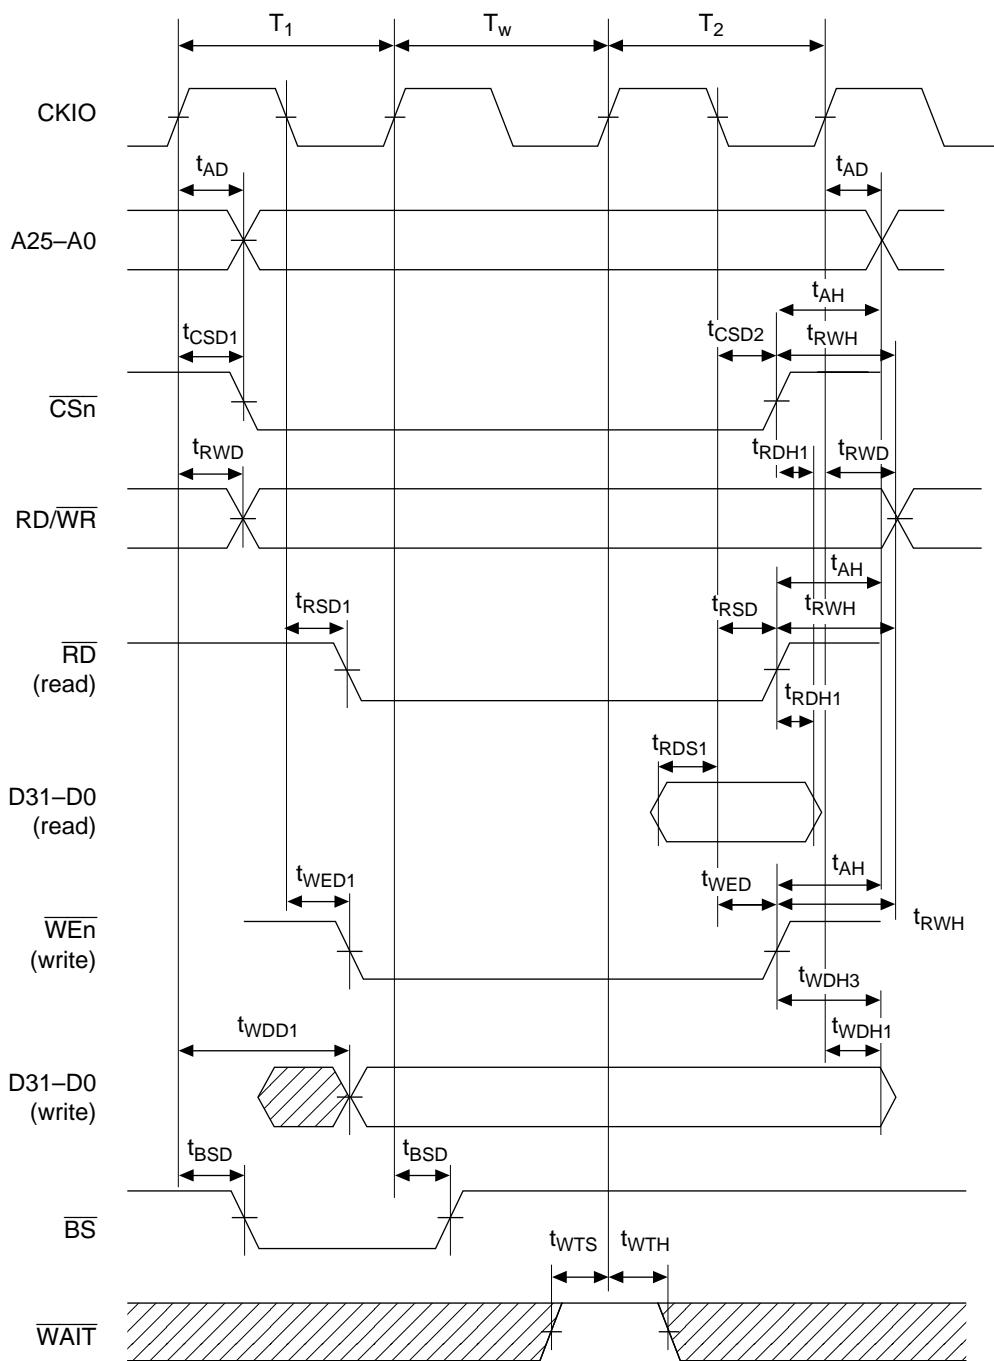 T1 Tw T2
CKIO
tAD tAD
A25–A0
tAH
tCSD1 tCSD2 tRWH
CSn
tRWD tRDH1 tRWD
RD/WR
tAH
tRSD1 tRSD tRWH
RD
(read)
tRDH1
tRDS1
D31–D0
(read)
tAH
tWED1 tWED
WEn tRWH
(write)
tWDH3
tWDD1 tWDH1
D31–D0
(write)
tBSD tBSD
BS
tWTS tWTH
WAIT